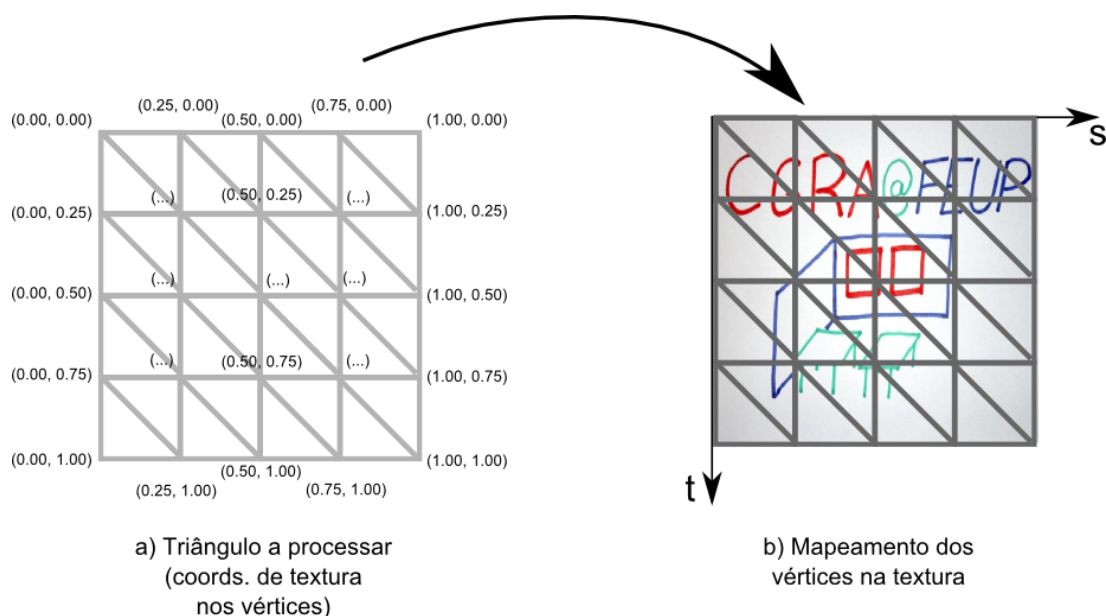 (0.25, 0.00) (0.75, 0.00)
(0.00, 0.00) (0.50, 0.00) (1.00, 0.00)
(...) (0.50, 0.25) (...)
(0.00, 0.25) (1.00, 0.25)
(...) (...) (...)
(0.00, 0.50) (1.00, 0.50)
(...) (0.50, 0.75) (...)
(0.00, 0.75) (1.00, 0.75)
(0.00, 1.00) (0.50, 1.00) (1.00, 1.00)
(0.25, 1.00) (0.75, 1.00)
a) Triângulo a processar
(coords. de textura
nos vértices)
s
CGRA@FEUP
t
b) Mapeamento dos
vértices na textura